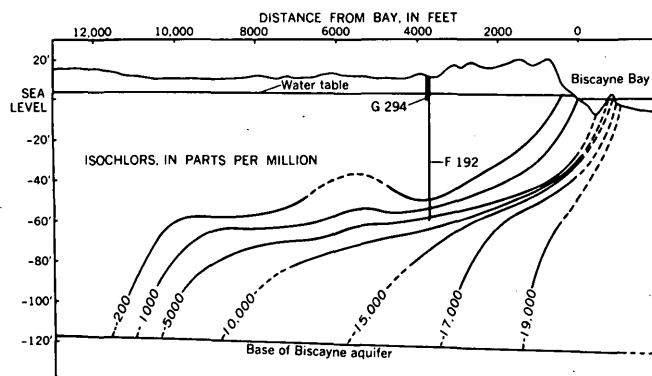 DISTANCE FROM BAY, IN FEET
12,000 10,000 8000 6000 4000 2000 0
20'
SEA
LEVEL
-20'
-40'
-60'
-80'
-100'
-120'
Biscayne Bay
Water table
G 294
ISOCHLORS, IN PARTS PER MILLION
F 192
200
1000
5000
10.000
15.000
17.000
19.000
Base of Biscayne aquifer